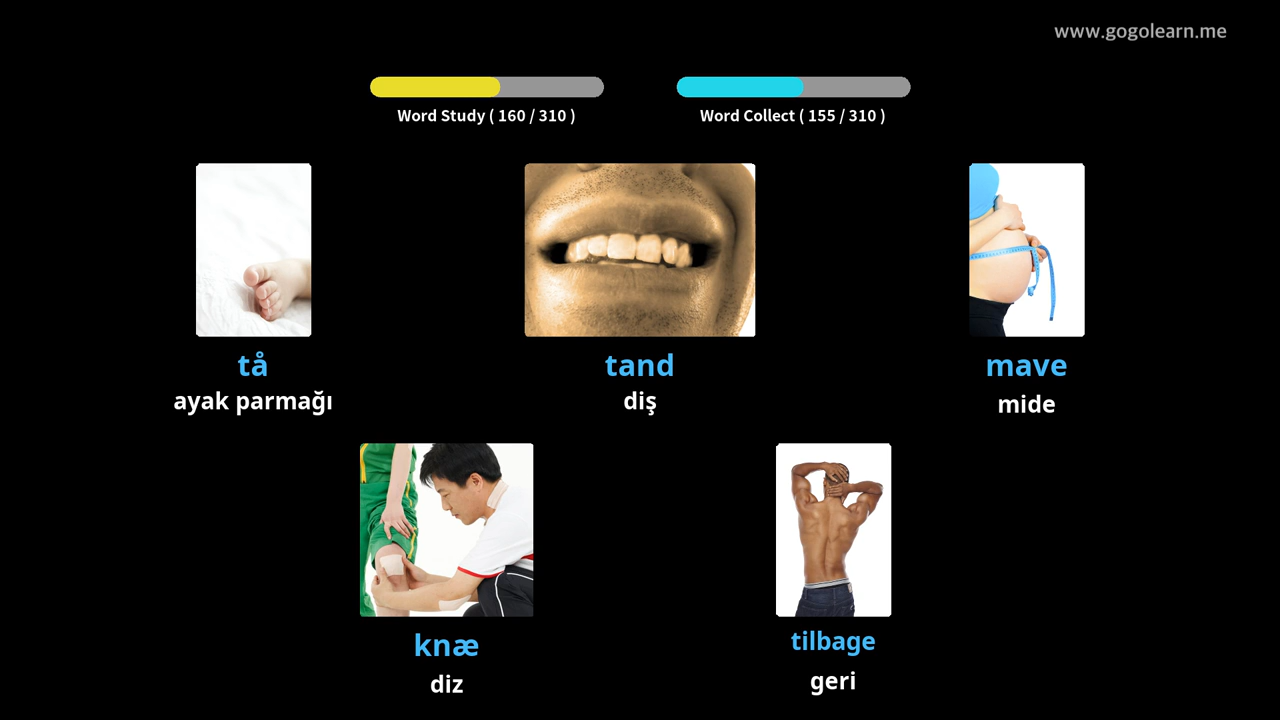 www.gogolearn.me
Word Study ( 160 / 310 )
Word Collect ( 155 / 310 )
tå
ayak parmağı
tand
diş
mave
mide
knæ
diz
tilbage
geri